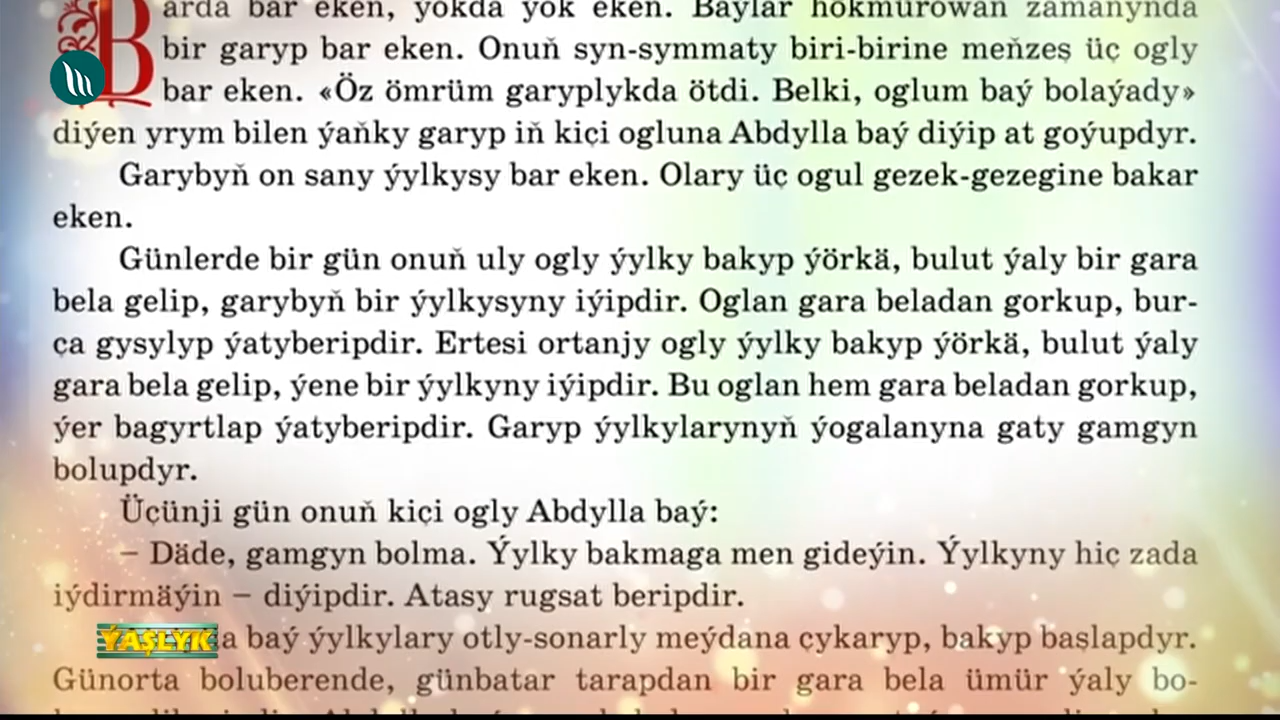 Barda bar eken, ýokda ýok eken. Baýlar hökümürowan zamanynda
bir garyp bar eken. Onuň syn-symmaty biri-birine meňzeş üç ogly
bar eken. «Öz ömrüm garyplykda ötdi. Belki, oglum baý bolaýady»
diýen yrym bilen ýaňky garyp iň kiçi ogluna Abdylla baý diýip at goýupdyr.
Garybyň on sany ýylkysy bar eken. Olary üç ogul gezek-gezegine bakar
eken.
Günlerde bir gün onuň uly ogly ýylky bakyp ýörkä, bulut ýaly bir gara
bela gelip, garybyň bir ýylkysyny iýipdir. Oglan gara beladan gorkup, bur-
ça gysylyp ýatyberipdir. Ertesi ortanjy ogly ýylky bakyp ýörkä, bulut ýaly
gara bela gelip, ýene bir ýylkyny iýipdir. Bu oglan hem gara beladan gorkup,
ýer bagyrtlap ýatyberipdir. Garyp ýylkylarynyň ýogalanyna gaty gamgyn
bolupdyr.
Üçünji gün onuň kiçi ogly Abdylla baý:
– Däde, gamgyn bolma. Ýylky bakmaga men gideýin. Ýylkyny hiç zada
iýdirmäýin – diýipdir. Atasy rugsat beripdir.
ÝAŞLYK a baý ýylkylary otly-sonarly meýdana çykaryp, bakyp başlapdyr.
Günorta boluberende, günbatar tarapdan bir gara bela ümür ýaly bo-